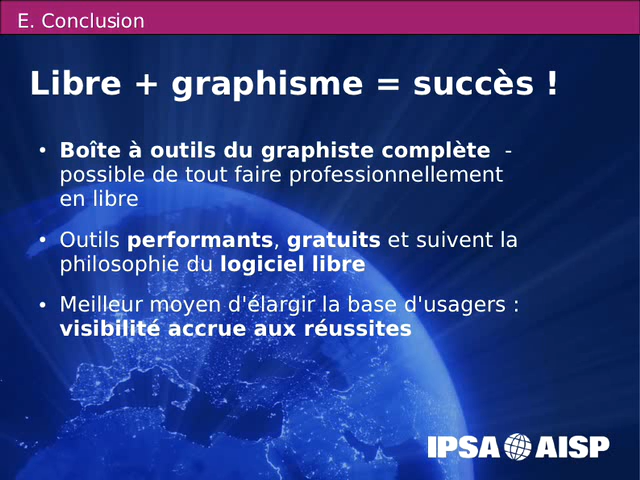 E. Conclusion
Libre + graphisme = succès !
• Boîte à outils du graphiste complète -
possible de tout faire professionnellement
en libre
• Outils performants, gratuits et suivent la
philosophie du logiciel libre
• Meilleur moyen d'élargir la base d'usagers :
visibilité accrue aux réussites
IPSA AISP